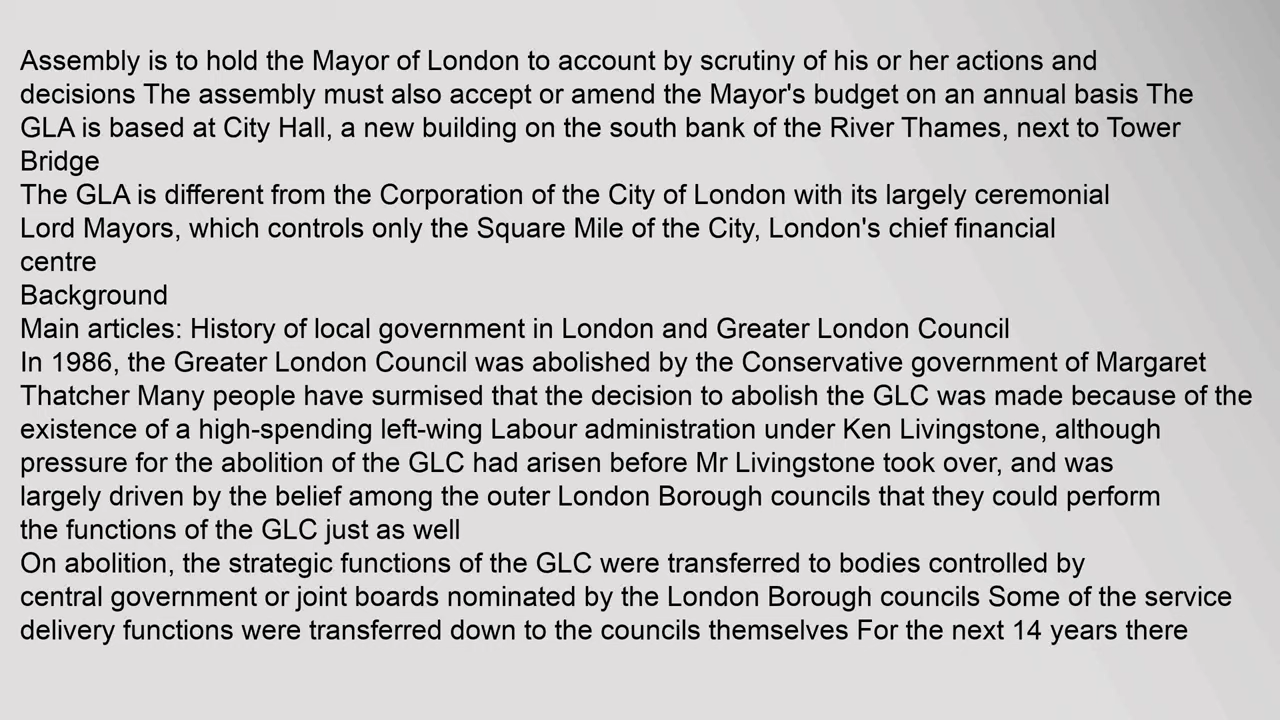 Assembly is to hold the Mayor of London to account by scrutiny of his or her actions and
decisions The assembly must also accept or amend the Mayor's budget on an annual basis The
GLA is based at City Hall, a new building on the south bank of the River Thames, next to Tower
Bridge
The GLA is different from the Corporation of the City of London with its largely ceremonial
Lord Mayors, which controls only the Square Mile of the City, London's chief financial
centre
Background
Main articles: History of local government in London and Greater London Council
In 1986, the Greater London Council was abolished by the Conservative government of Margaret
Thatcher Many people have surmised that the decision to abolish the GLC was made because of the
existence of a high-spending left-wing Labour administration under Ken Livingstone, although
pressure for the abolition of the GLC had arisen before Mr Livingstone took over, and was
largely driven by the belief among the outer London Borough councils that they could perform
the functions of the GLC just as well
On abolition, the strategic functions of the GLC were transferred to bodies controlled by
central government or joint boards nominated by the London Borough councils Some of the service
delivery functions were transferred down to the councils themselves For the next 14 years there